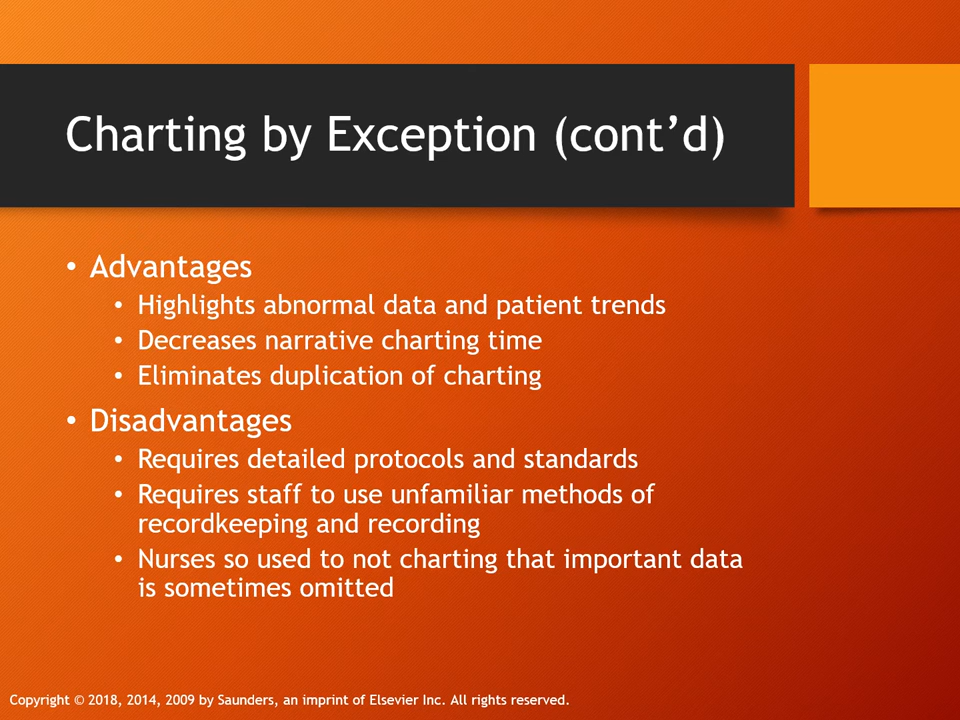 Charting by Exception (cont’d)
• Advantages
• Highlights abnormal data and patient trends
• Decreases narrative charting time
• Eliminates duplication of charting
• Disadvantages
• Requires detailed protocols and standards
• Requires staff to use unfamiliar methods of
recordkeeping and recording
• Nurses so used to not charting that important data
is sometimes omitted
Copyright © 2018, 2014, 2009 by Saunders, an imprint of Elsevier Inc. All rights reserved.